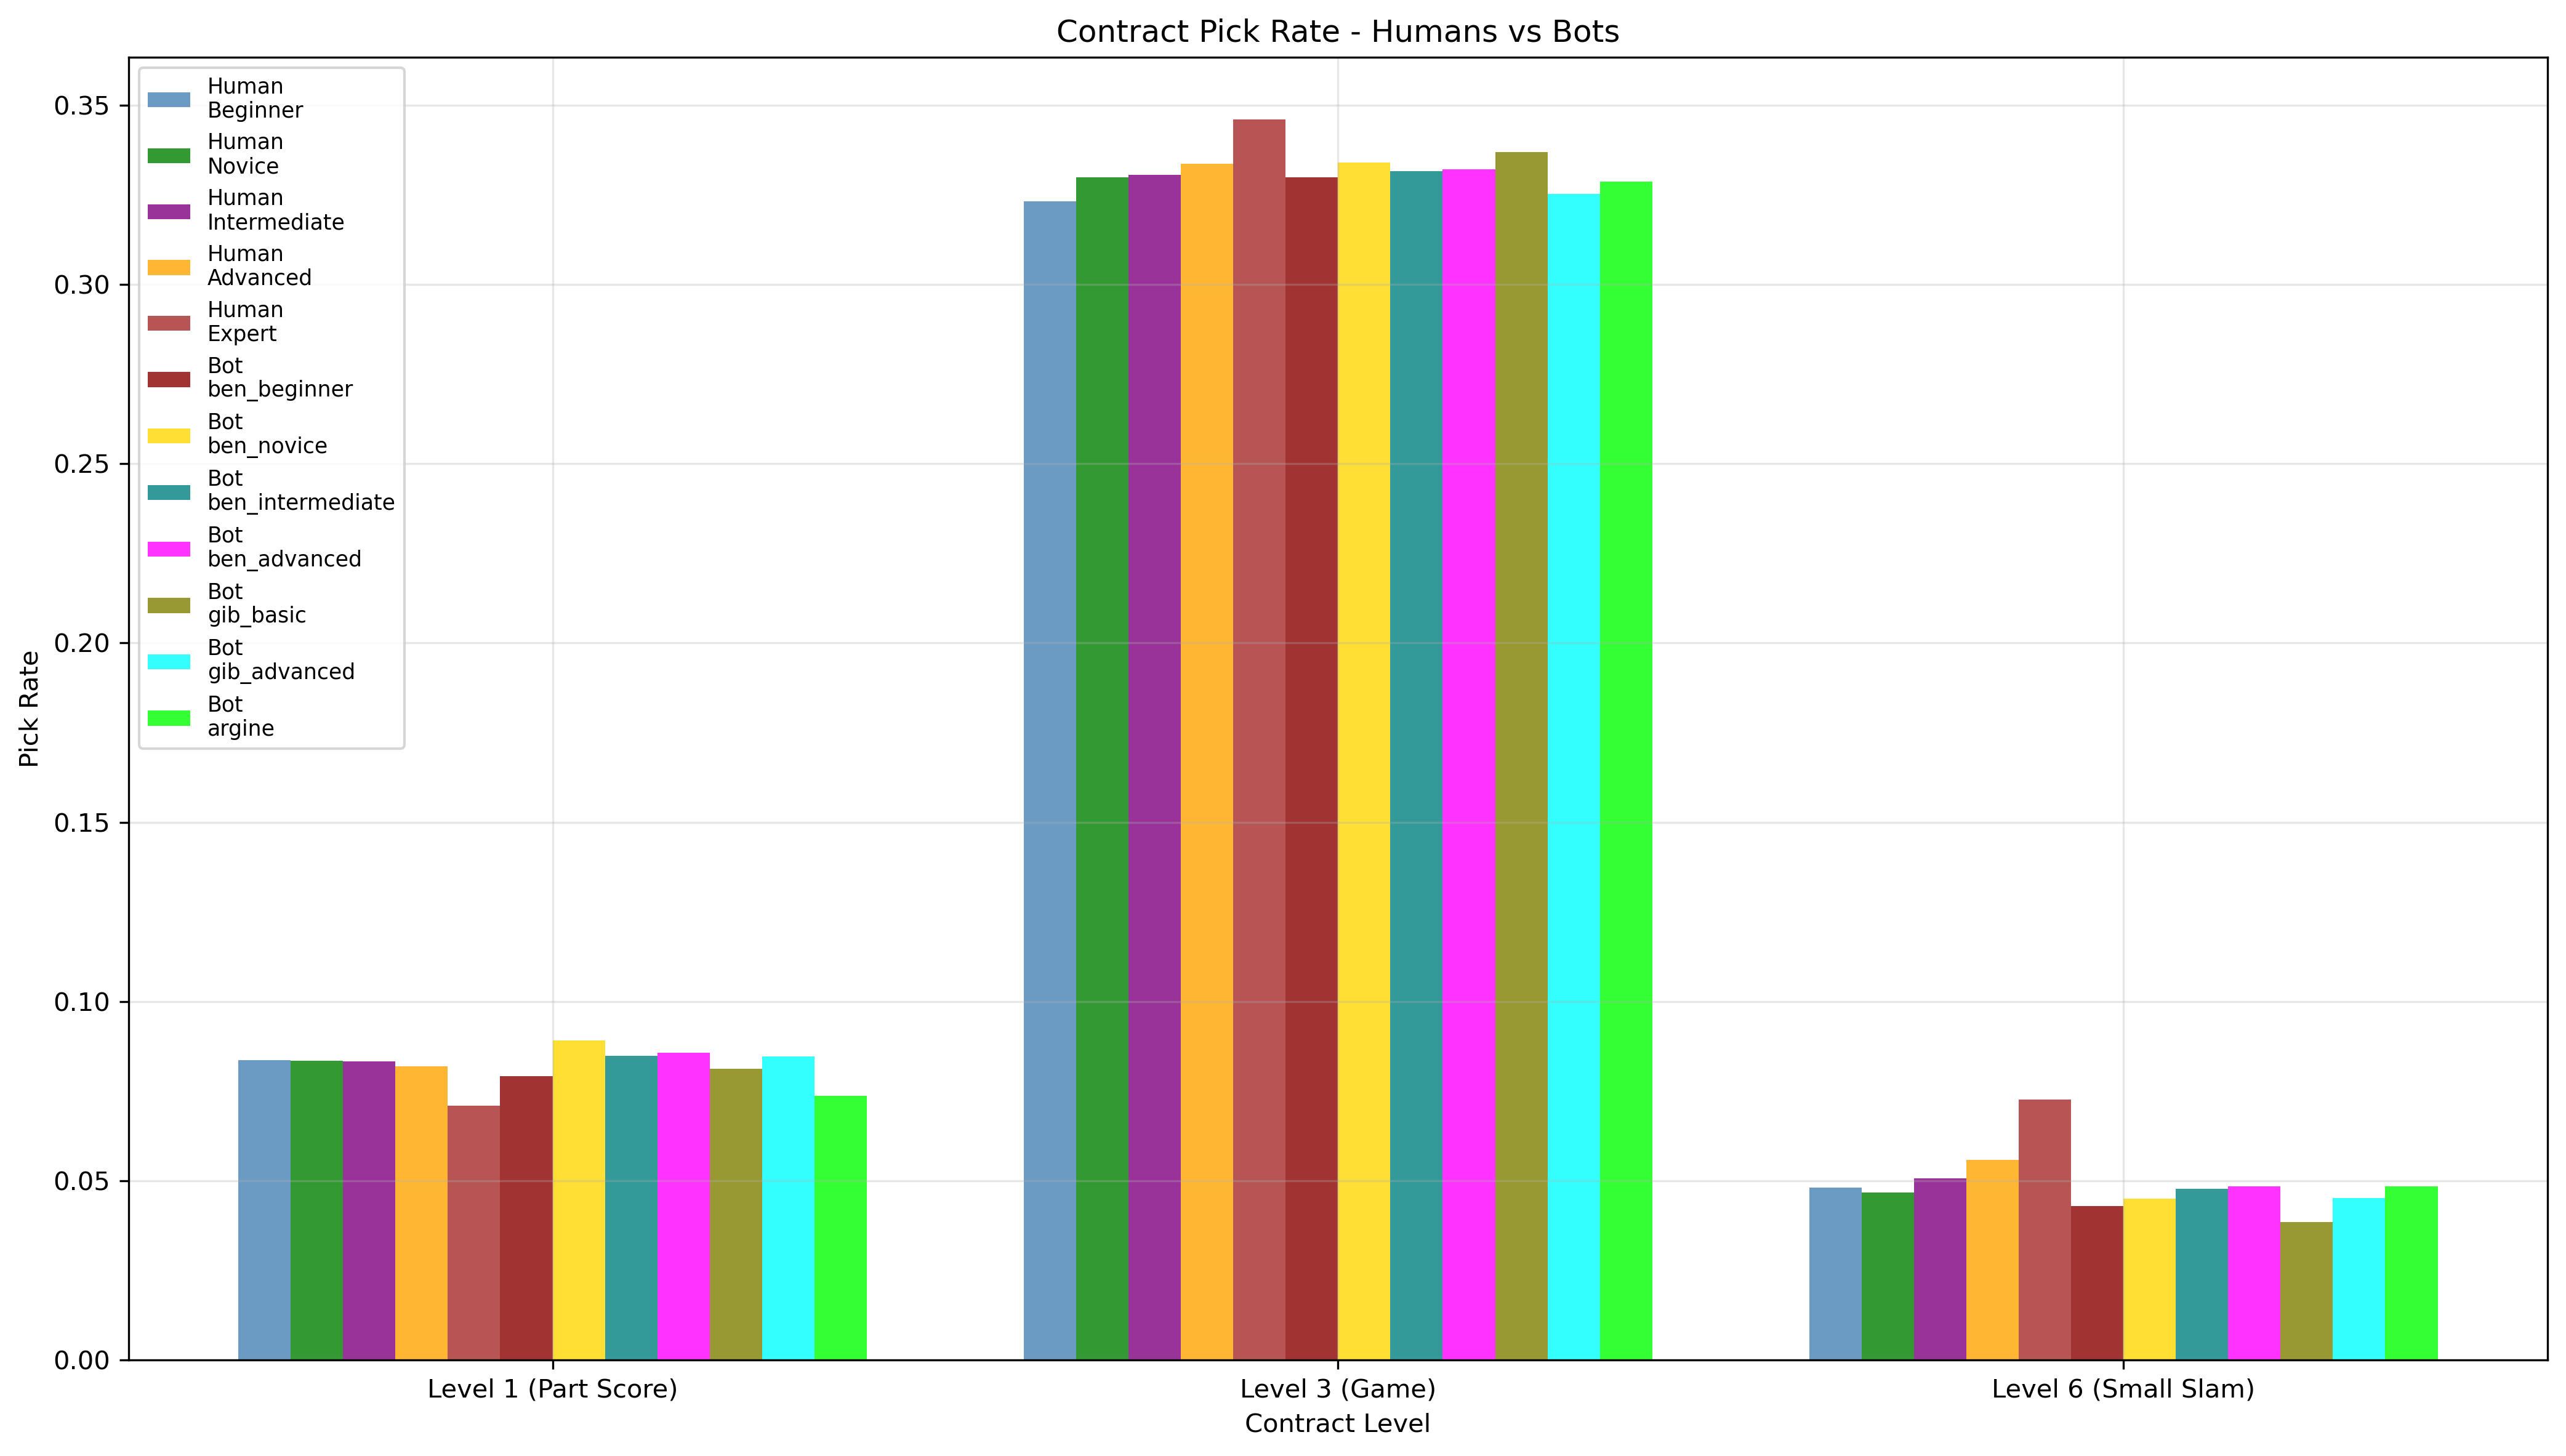 Contract Pick Rate - Humans vs Bots
Human
Beginner
Human
Novice
Human
Intermediate
Human
Advanced
Human
Expert
Bot
ben_beginner
Bot
ben_novice
Bot
ben_intermediate
Bot
ben_advanced
Bot
gib_basic
Bot
gib_advanced
Bot
argine
Pick Rate
0.35
0.30
0.25
0.20
0.15
0.10
0.05
0.00
Level 1 (Part Score)
Level 3 (Game)
Level 6 (Small Slam)
Contract Level